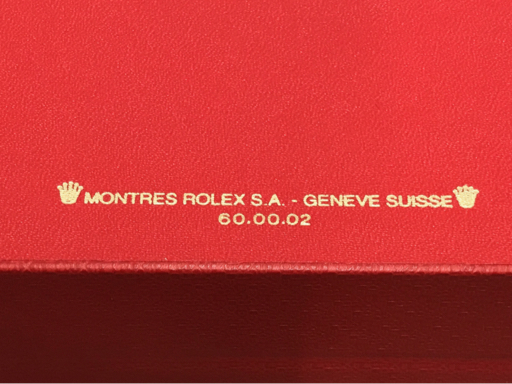 MONTRES ROLEX S.A. - GENEVE SUISSE
60.00.02